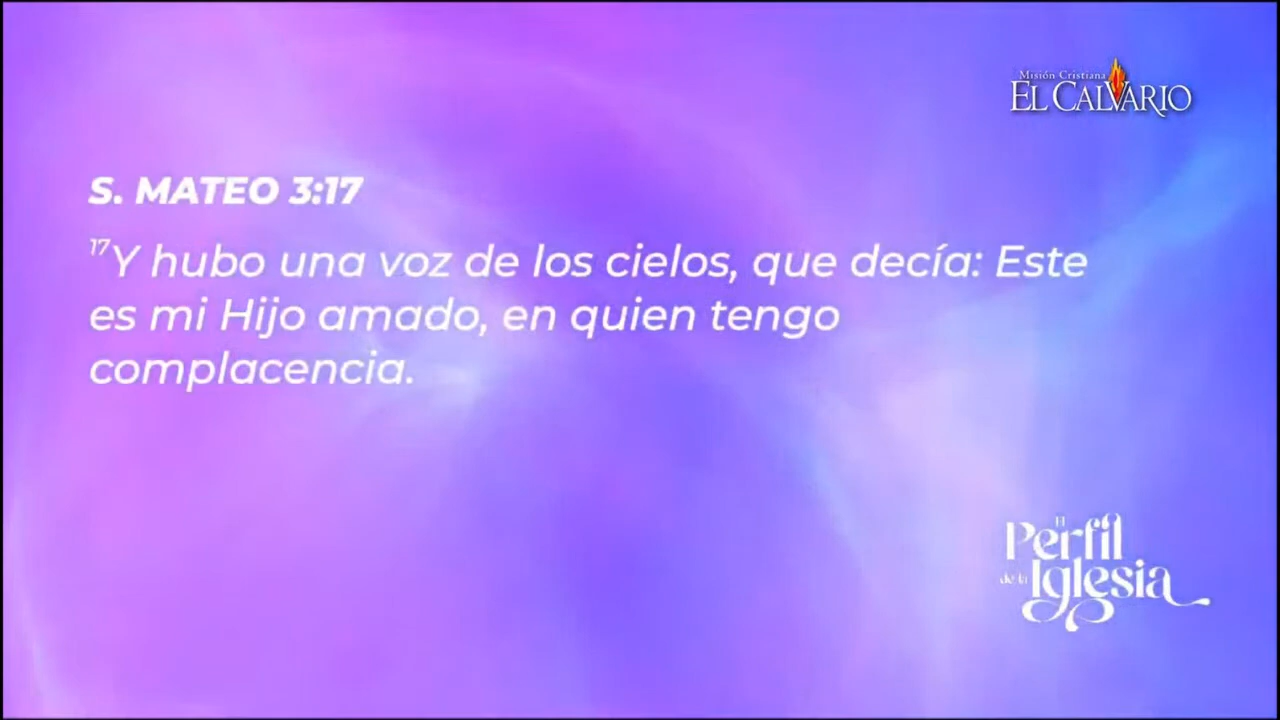 Misión Cristiana
EL CALVARIO
S. MATEO 3:17
17Y hubo una voz de los cielos, que decía: Este
es mi Hijo amado, en quien tengo
complacencia.
El
Perfil
de la Iglesia